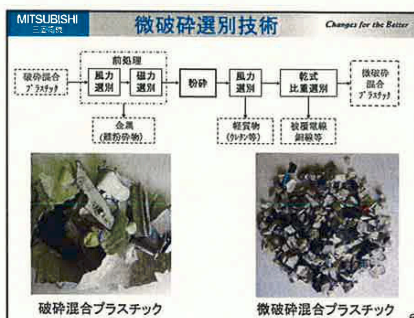 MITSUBISHI
三菱電機
微破砕選別技術
Changes for the Better
前処理
破砕混合
プラスチック
風力
選別
磁力
選別
粉砕
風力
選別
乾式
比重選別
微破砕
混合
プラスチック
金属
(難粉砕物)
軽質物
(ウレタン等)
被覆電線
銅線等
破砕混合プラスチック
微破砕混合プラスチック